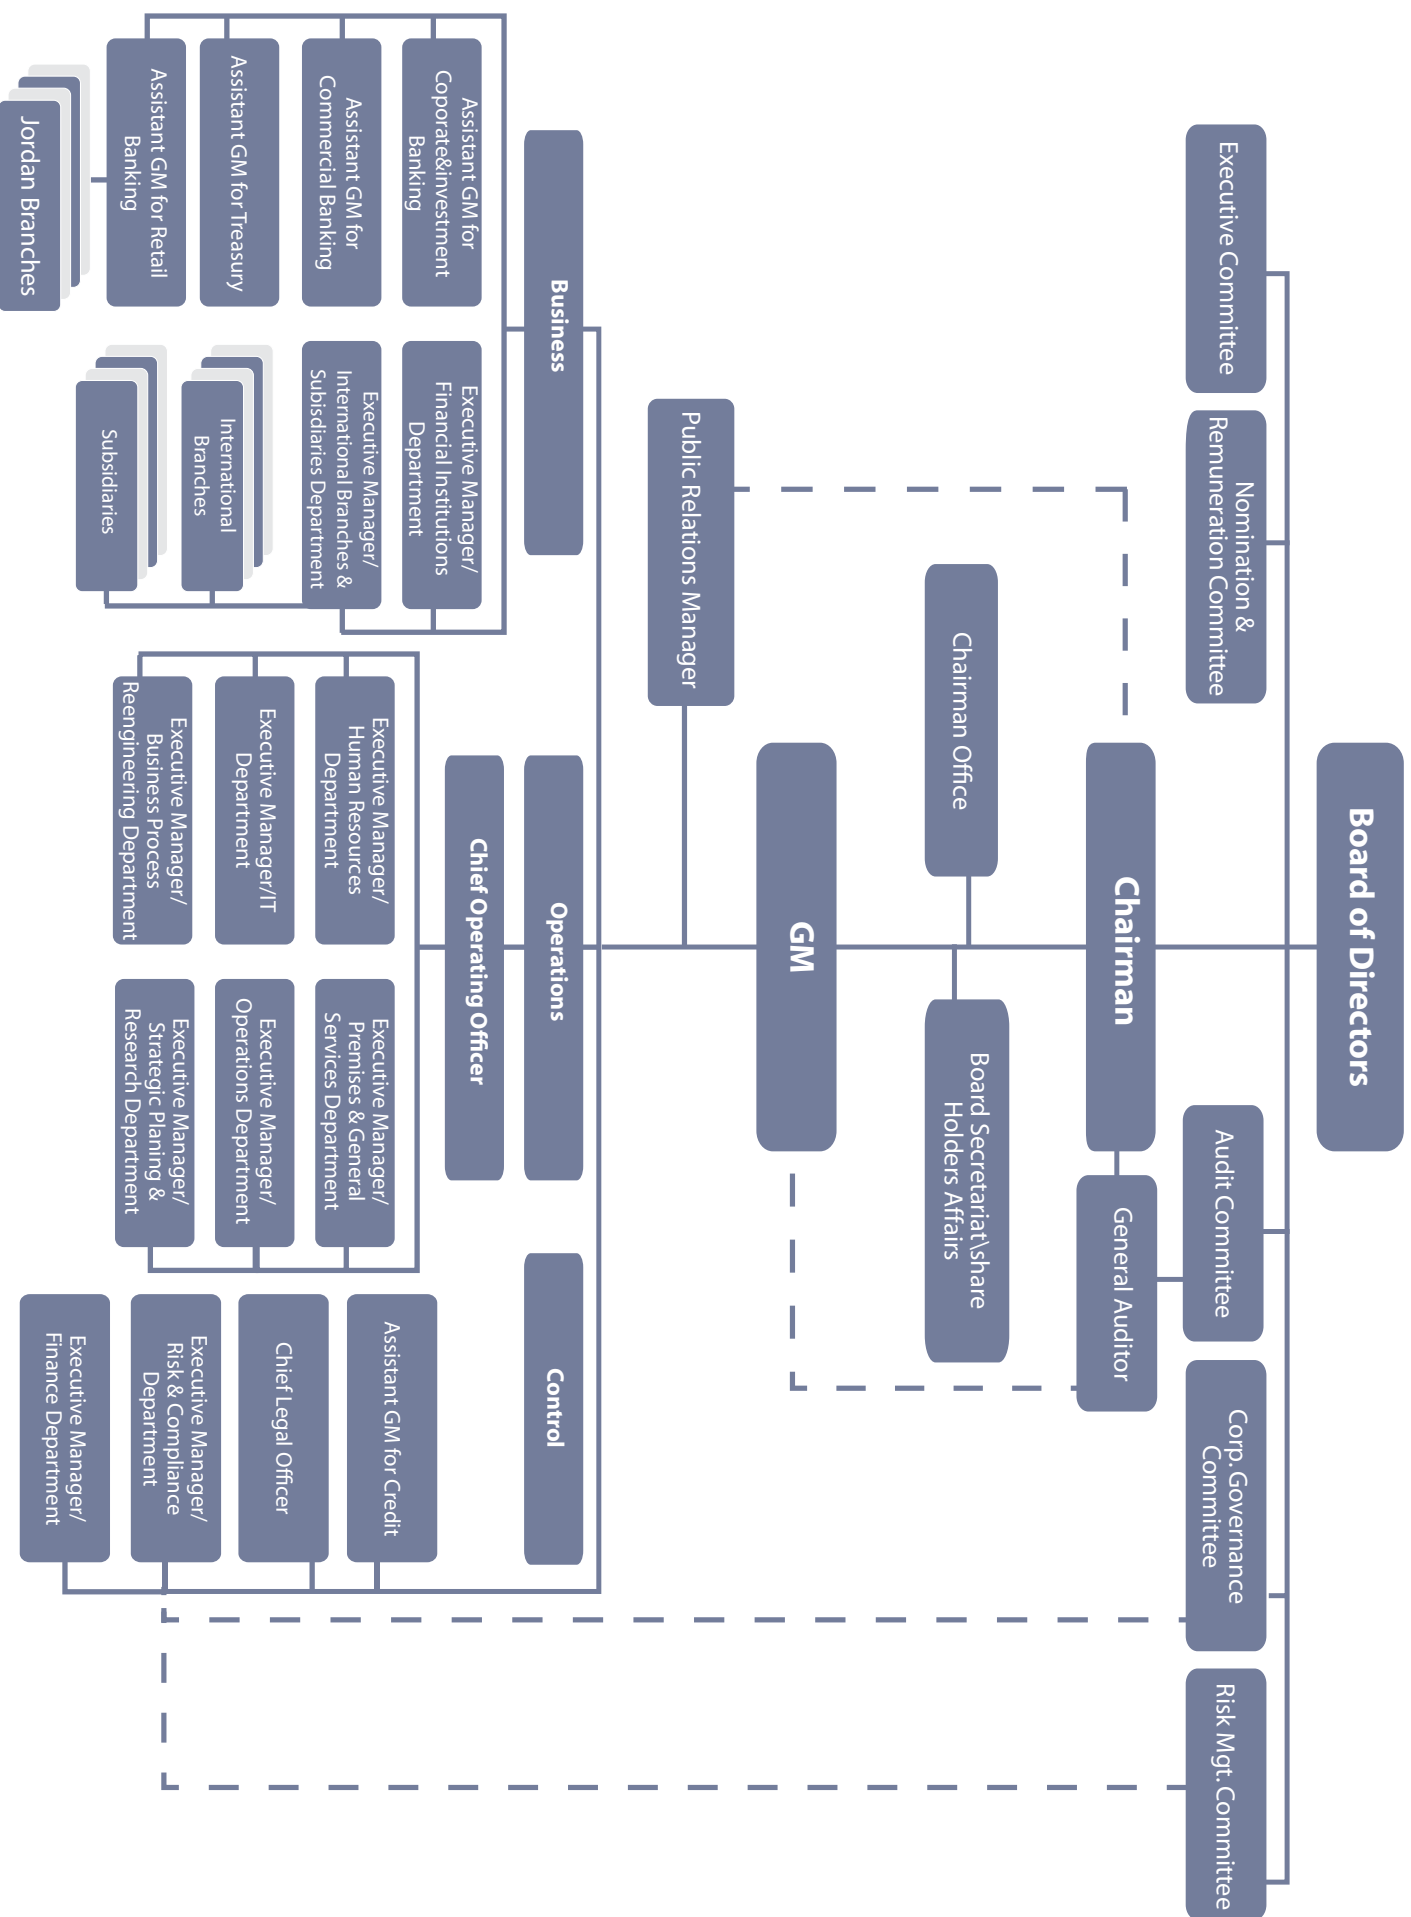 Board of Directors
Executive Committee
Nomination &
Remuneration Committee
Audit Committee
Corp. Governance
Committee
Risk Mgt. Committee
Chairman
General Auditor
Chairman Office
Board Secretariat\share
Holders Affairs
GM
Public Relations Manager
Business
Operations
Control
Chief Operating Officer
Assistant GM for
Coporate&investment
Banking
Executive Manager/
Financial Institutions
Department
Assistant GM for
Commercial Banking
Executive Manager/
International Branches &
Subisdiaries Department
Assistant GM for Treasury
International
Branches
Assistant GM for Retail
Banking
Subsidiaries
Jordan Branches
Executive Manager/
Human Resources
Department
Executive Manager/
Premises & General
Services Department
Executive Manager/IT
Department
Executive Manager/
Operations Department
Executive Manager/
Business Process
Reengineering Department
Executive Manager/
Strategic Planing &
Research Department
Assistant GM for Credit
Chief Legal Officer
Executive Manager/
Risk & Compliance
Department
Executive Manager/
Finance Department